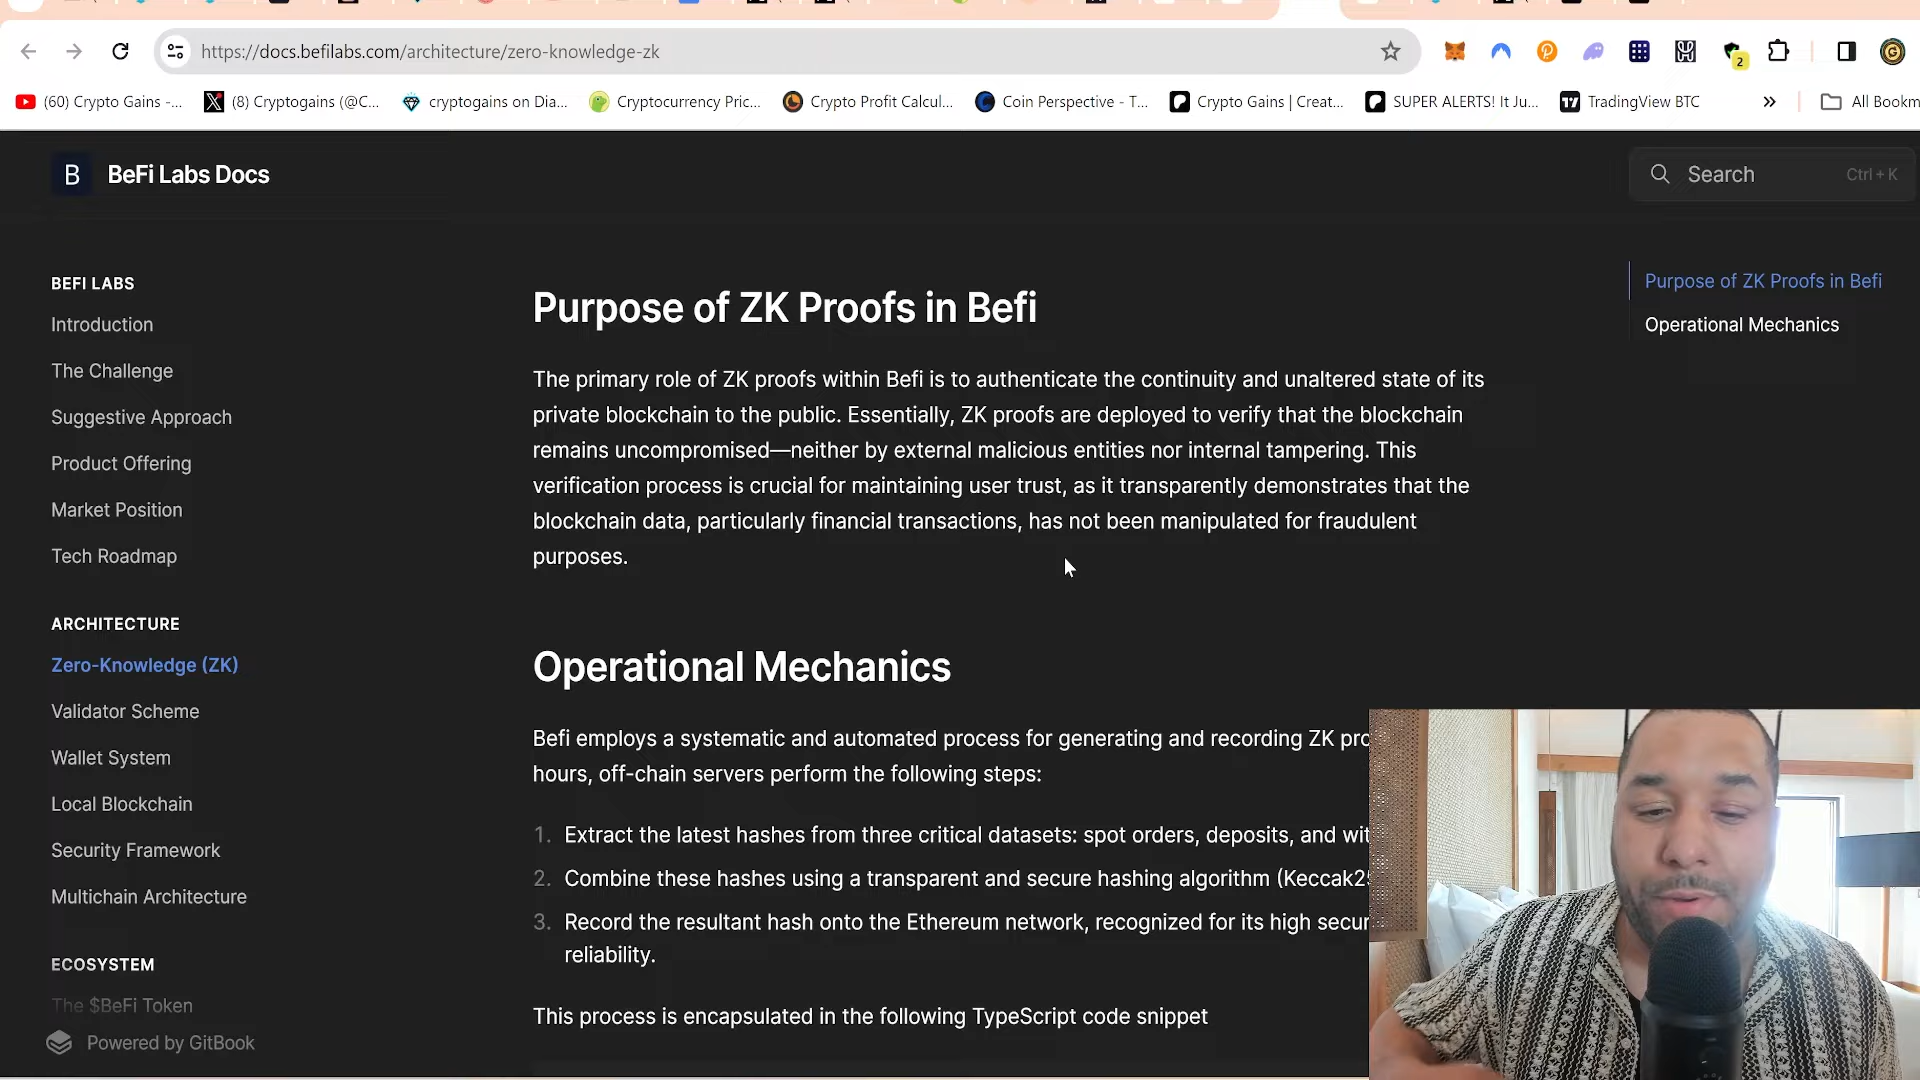 https://docs.befilabs.com/architecture/zero-knowledge-zk
2
G
(60) Crypto Gains -...
(8) Cryptogains (@C...
cryptogains on Dia...
Cryptocurrency Pric...
Crypto Profit Calcul...
Coin Perspective - T...
Crypto Gains | Creat...
SUPER ALERTS! It Ju...
TradingView BTC
All Bookm
B
BeFi Labs Docs
Search
Ctrl + K
BEFI LABS
Introduction
The Challenge
Suggestive Approach
Product Offering
Market Position
Tech Roadmap
ARCHITECTURE
Zero-Knowledge (ZK)
Validator Scheme
Wallet System
Local Blockchain
Security Framework
Multichain Architecture
ECOSYSTEM
The $BeFi Token
Powered by GitBook
Purpose of ZK Proofs in Befi
The primary role of ZK proofs within Befi is to authenticate the continuity and unaltered state of its
private blockchain to the public. Essentially, ZK proofs are deployed to verify that the blockchain
remains uncompromised—neither by external malicious entities nor internal tampering. This
verification process is crucial for maintaining user trust, as it transparently demonstrates that the
blockchain data, particularly financial transactions, has not been manipulated for fraudulent
purposes.
Operational Mechanics
Befi employs a systematic and automated process for generating and recording ZK pro
hours, off-chain servers perform the following steps:
1. Extract the latest hashes from three critical datasets: spot orders, deposits, and wit
2. Combine these hashes using a transparent and secure hashing algorithm (Keccak2
3. Record the resultant hash onto the Ethereum network, recognized for its high secur
reliability.
This process is encapsulated in the following TypeScript code snippet
Purpose of ZK Proofs in Befi
Operational Mechanics